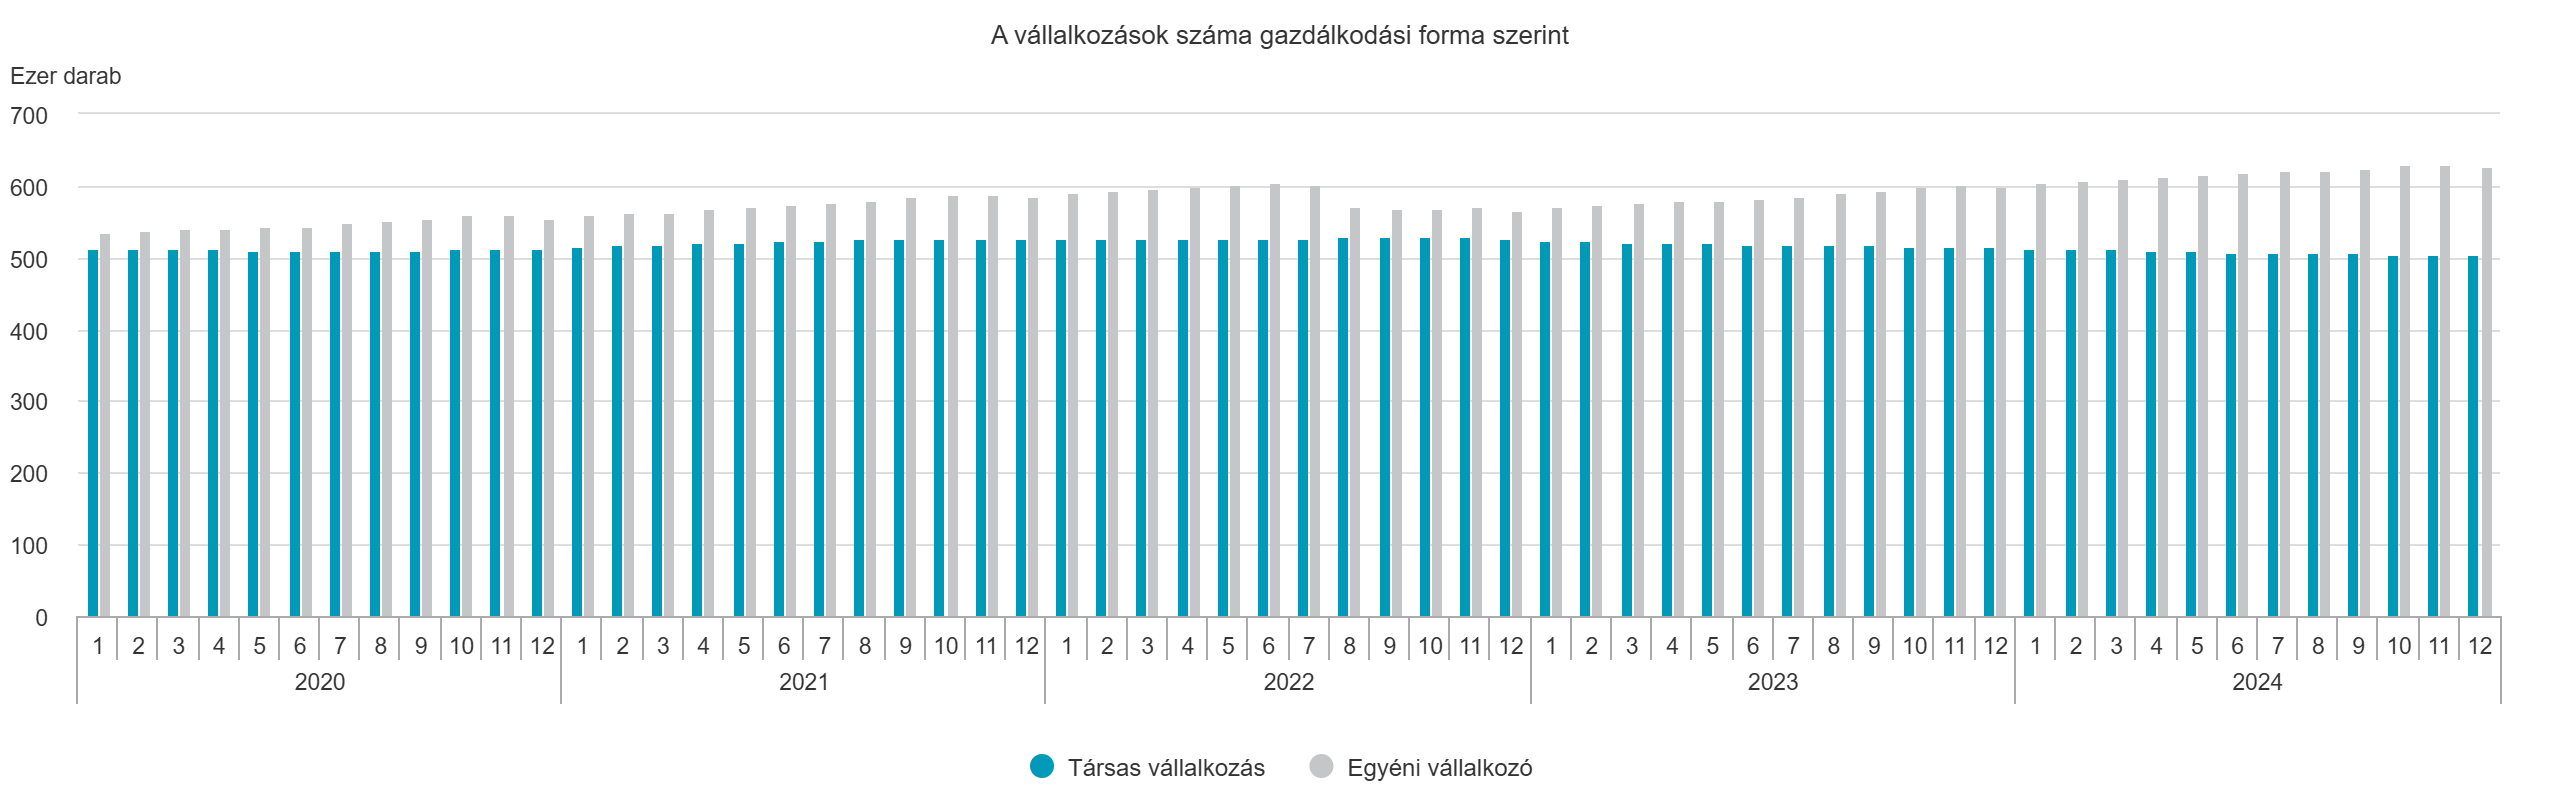 A vállalkozások száma gazdálkodási forma szerint
Ezer darab
700
600
500
400
300
200
100
0
1 2 3 4 5 6 7 8 9 10 11 12 1 2 3 4 5 6 7 8 9 10 11 12 1 2 3 4 5 6 7 8 9 10 11 12 1 2 3 4 5 6 7 8 9 10 11 12 1 2 3 4 5 6 7 8 9 10 11 12
2020 2021 2022 2023 2024
Társas vállalkozás Egyéni vállalkozó